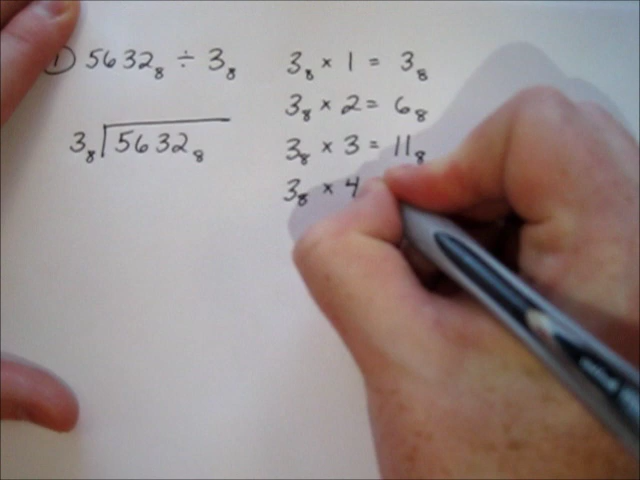 ① 5632₈ ÷ 3₈
3₈ x 1 = 3₈
3₈ x 2 = 6₈
3₈ x 3 = 11₈
3₈ x 4
3₈ 5632₈